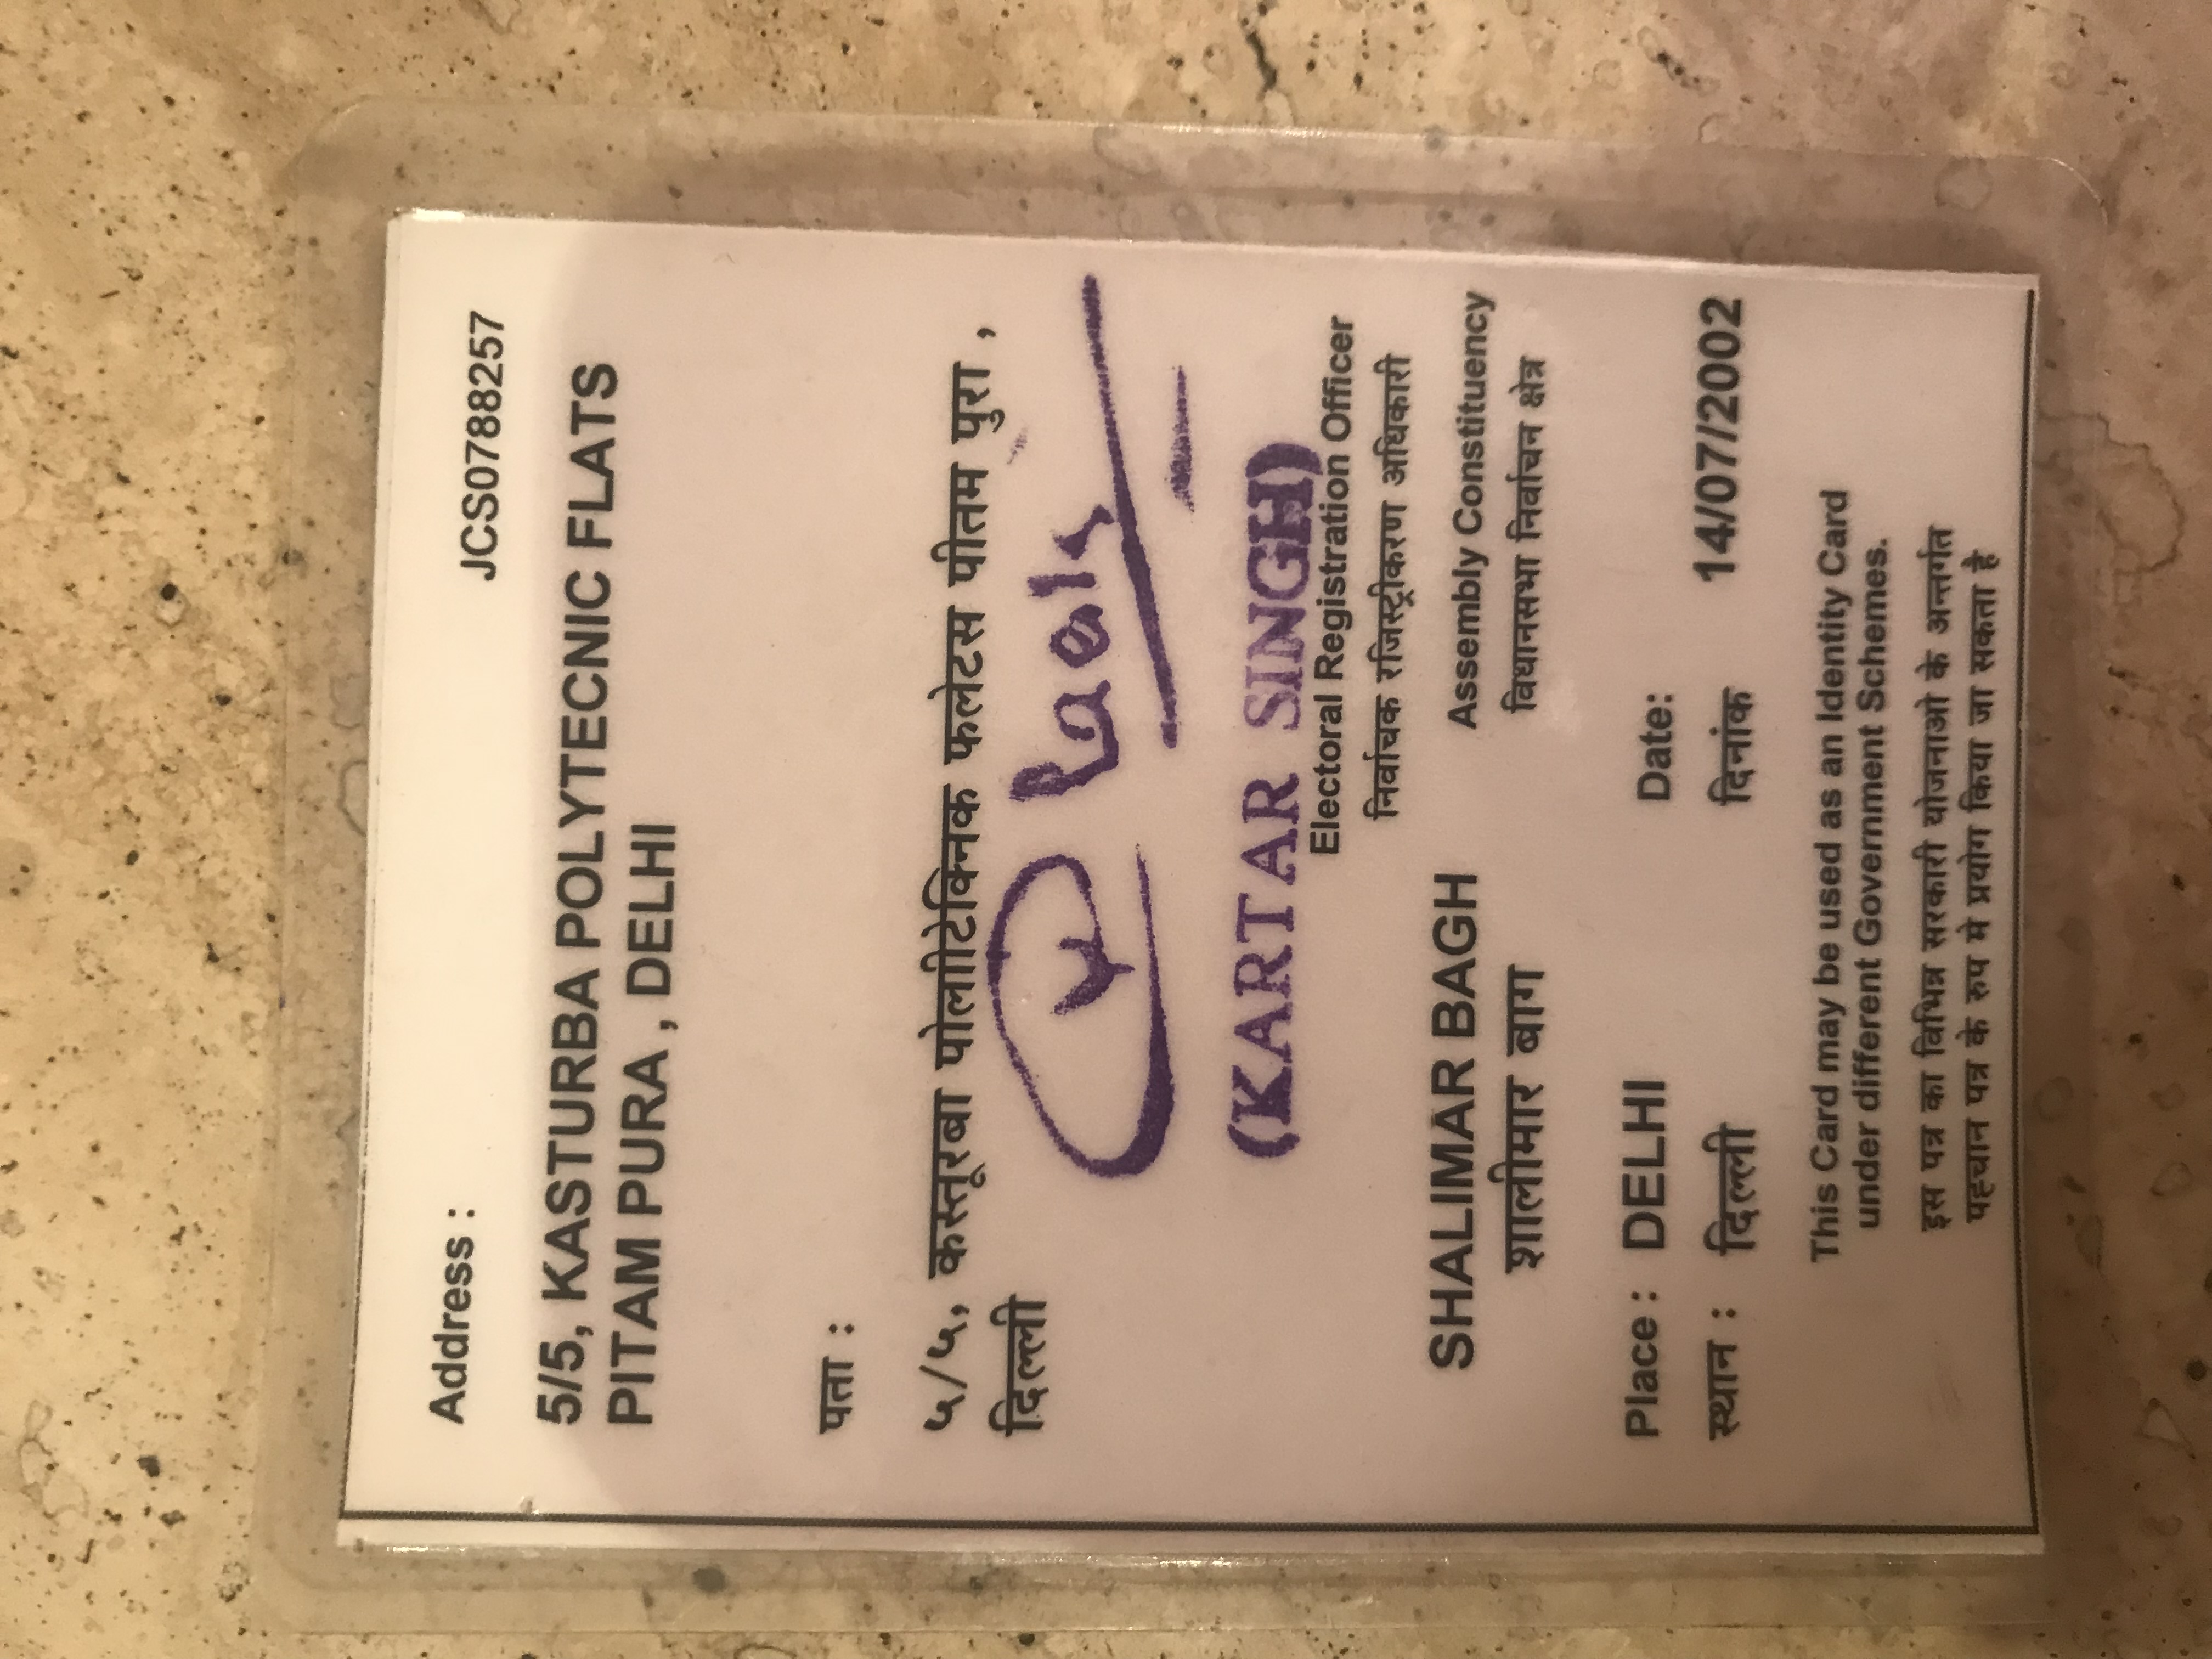 Address : JCS0788257
5/5, KASTURBA POLYTECNIC FLATS
PITAM PURA , DELHI
पता :
५/५, कस्तूरबा पोलीटेक्निक फलेटस पीतम पुरा ,
दिल्ली
(KARTAR SINGH)
Electoral Registration Officer
निर्वाचक रजिस्ट्रीकरण अधिकारी
SHALIMAR BAGH Assembly Constituency
शालीमार बाग विधानसभा निर्वाचन क्षेत्र
Place : DELHI Date: 14/07/2002
स्थान : दिल्ली दिनांक
This Card may be used as an Identity Card
under different Government Schemes.
इस पत्र का विभिन्न सरकारी योजनाओ के अन्तर्गत
पहचान पत्र के रुप मे प्रयोग किया जा सकता है